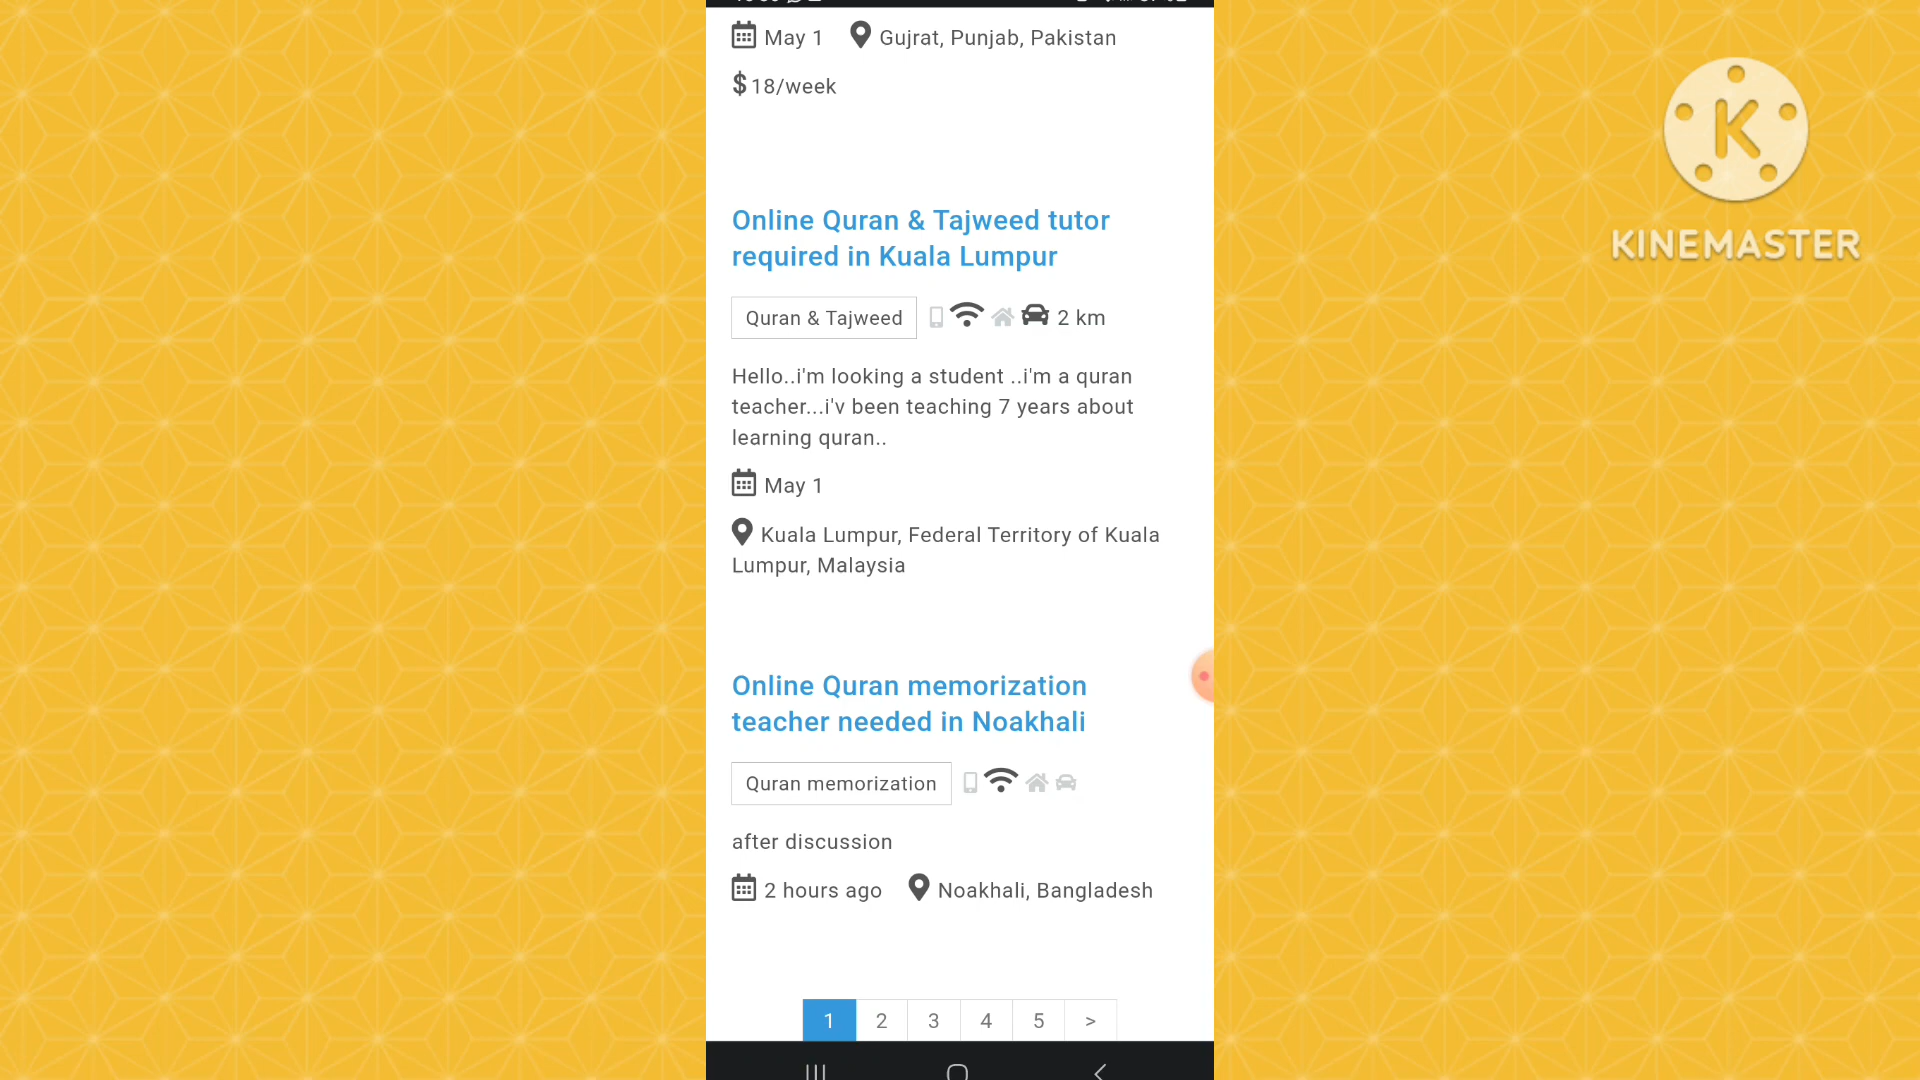 May 1 Gujrat, Punjab, Pakistan
$ 18/week
Online Quran & Tajweed tutor
required in Kuala Lumpur
Quran & Tajweed 2 km
Hello..i'm looking a student ..i'm a quran
teacher...i'v been teaching 7 years about
learning quran..
May 1
Kuala Lumpur, Federal Territory of Kuala
Lumpur, Malaysia
Online Quran memorization
teacher needed in Noakhali
Quran memorization
after discussion
2 hours ago Noakhali, Bangladesh
1 2 3 4 5 >
K
KINEMASTER